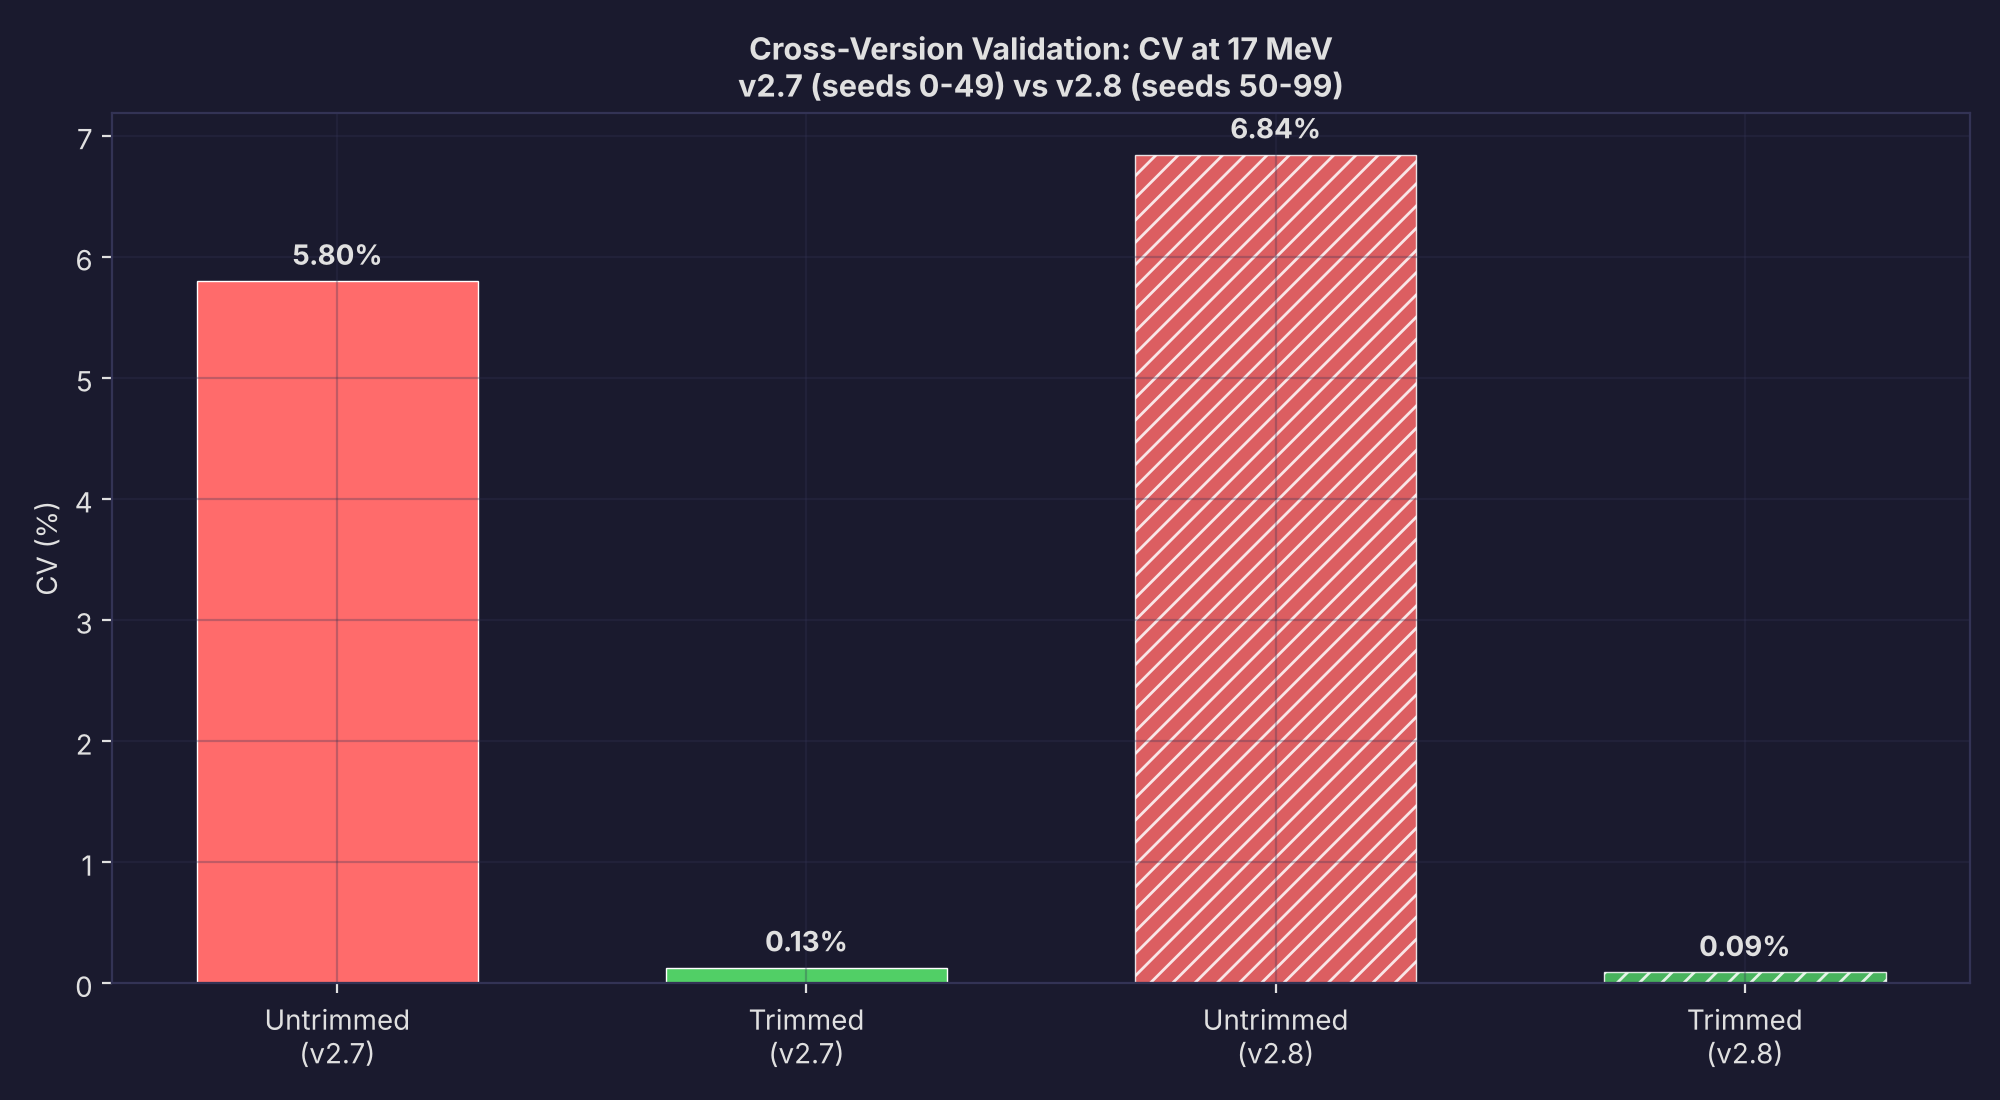 Cross-Version Validation: CV at 17 MeV
v2.7 (seeds 0-49) vs v2.8 (seeds 50-99)
CV (%)
7
6
5
4
3
2
1
0
5.80%
0.13%
6.84%
0.09%
Untrimmed
(v2.7)
Trimmed
(v2.7)
Untrimmed
(v2.8)
Trimmed
(v2.8)